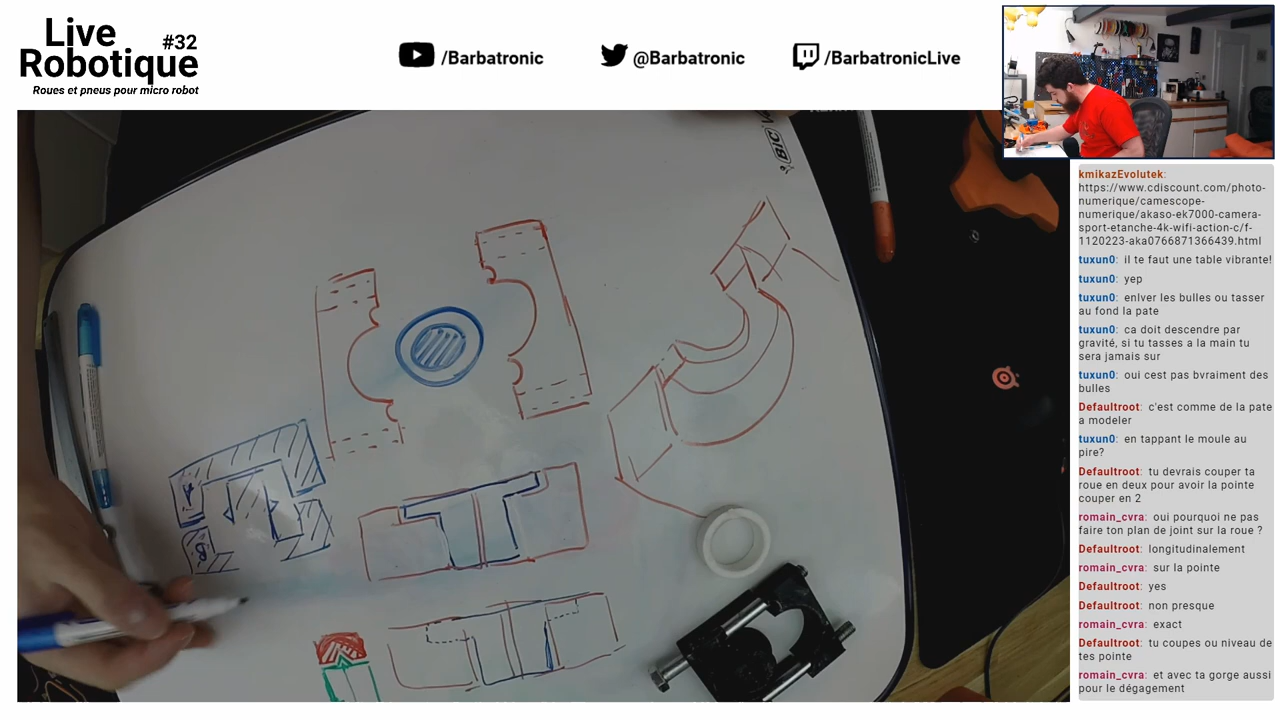 Live
Robotique #32
Roues et pneus pour micro robot
/Barbatronic
@Barbatronic
/BarbatronicLive
BIC
kmikazEvolutek:
https://www.cdiscount.com/photo-
numerique/camescope-
numerique/akaso-ek7000-camera-
sport-etanche-4k-wifi-action-c/f-
1120223-aka0766871366439.html
tuxun0: il te faut une table vibrante!
tuxun0: yep
tuxun0: enlver les bulles ou tasser
au fond la pate
tuxun0: ca doit descendre par
gravité, si tu tasses a la main tu
sera jamais sur
tuxun0: oui cest pas bvraiment des
bulles
Defaultroot: c'est comme de la pate
a modeler
tuxun0: en tappant le moule au
pire?
Defaultroot: tu devrais couper ta
roue en deux pour avoir la pointe
couper en 2
romain_cvra: oui pourquoi ne pas
faire ton plan de joint sur la roue ?
Defaultroot: longitudinalement
romain_cvra: sur la pointe
Defaultroot: yes
Defaultroot: non presque
romain_cvra: exact
Defaultroot: tu coupes ou niveau de
tes pointe
romain_cvra: et avec ta gorge aussi
pour le dégagement